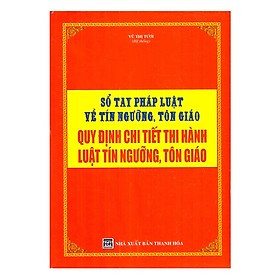 VŨ THỊ TƯƠI
(Hệ thống)
SỔ TAY PHÁP LUẬT
VỀ TÍN NGƯỠNG, TÔN GIÁO
QUY ĐỊNH CHI TIẾT THI HÀNH
LUẬT TÍN NGƯỠNG, TÔN GIÁO
NHÀ XUẤT BẢN THANH HÓA